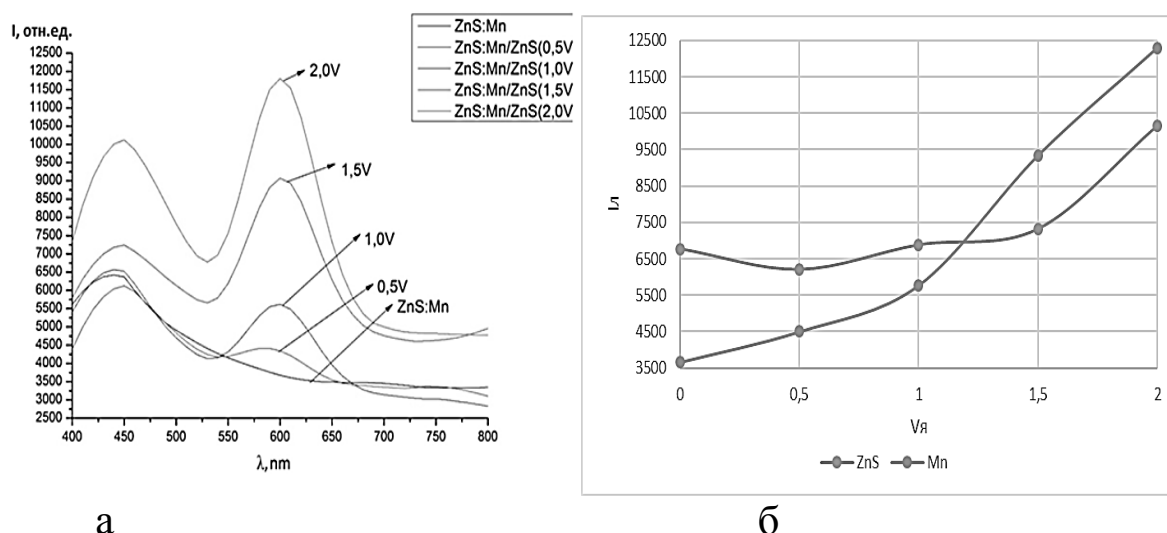 I, отн.ед.
12500
12000
11500
11000
10500
10000
9500
9000
8500
8000
7500
7000
6500
6000
5500
5000
4500
4000
3500
3000
2500
400 450 500 550 600 650 700 750 800
λ, nm
ZnS:Mn
ZnS:Mn/ZnS(0,5V
ZnS:Mn/ZnS(1,0V
ZnS:Mn/ZnS(1,5V
ZnS:Mn/ZnS(2,0V
2,0V
1,5V
1,0V
0,5V
ZnS:Mn
а
12500
11500
10500
9500
8500
7500
6500
5500
4500
3500
Iл
0 0,5 1 1,5 2
Vя
ZnS Mn
б